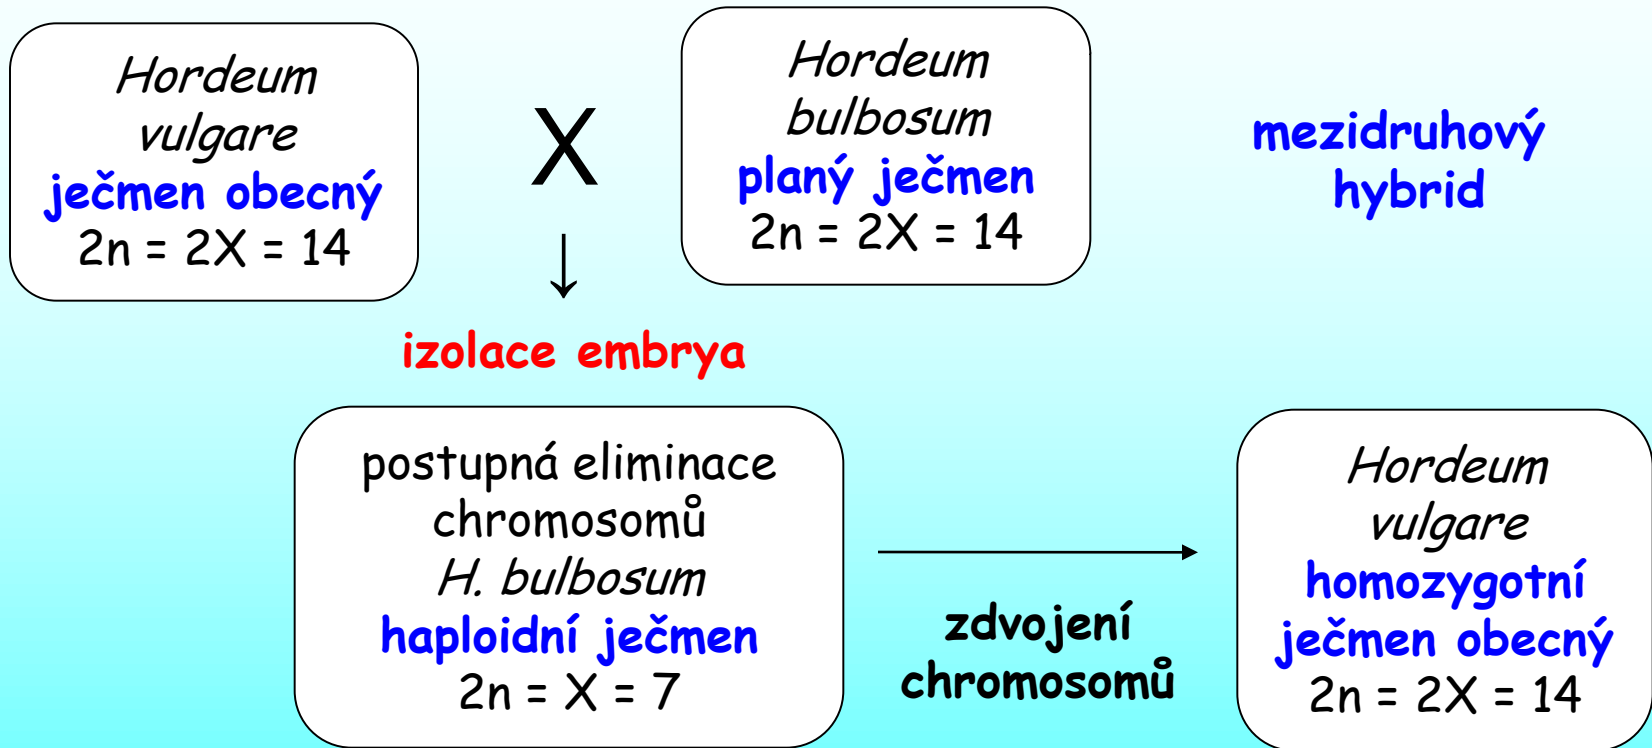 Hordeum
vulgare
ječmen obecný
2n = 2X = 14
X
↓
Hordeum
bulbosum
planý ječmen
2n = 2X = 14
mezidruhový
hybrid
izolace embrya
postupná eliminace
chromosomů
H. bulbosum
haploidní ječmen
2n = X = 7
zdvojení
chromosomů
Hordeum
vulgare
homozygotní
ječmen obecný
2n = 2X = 14